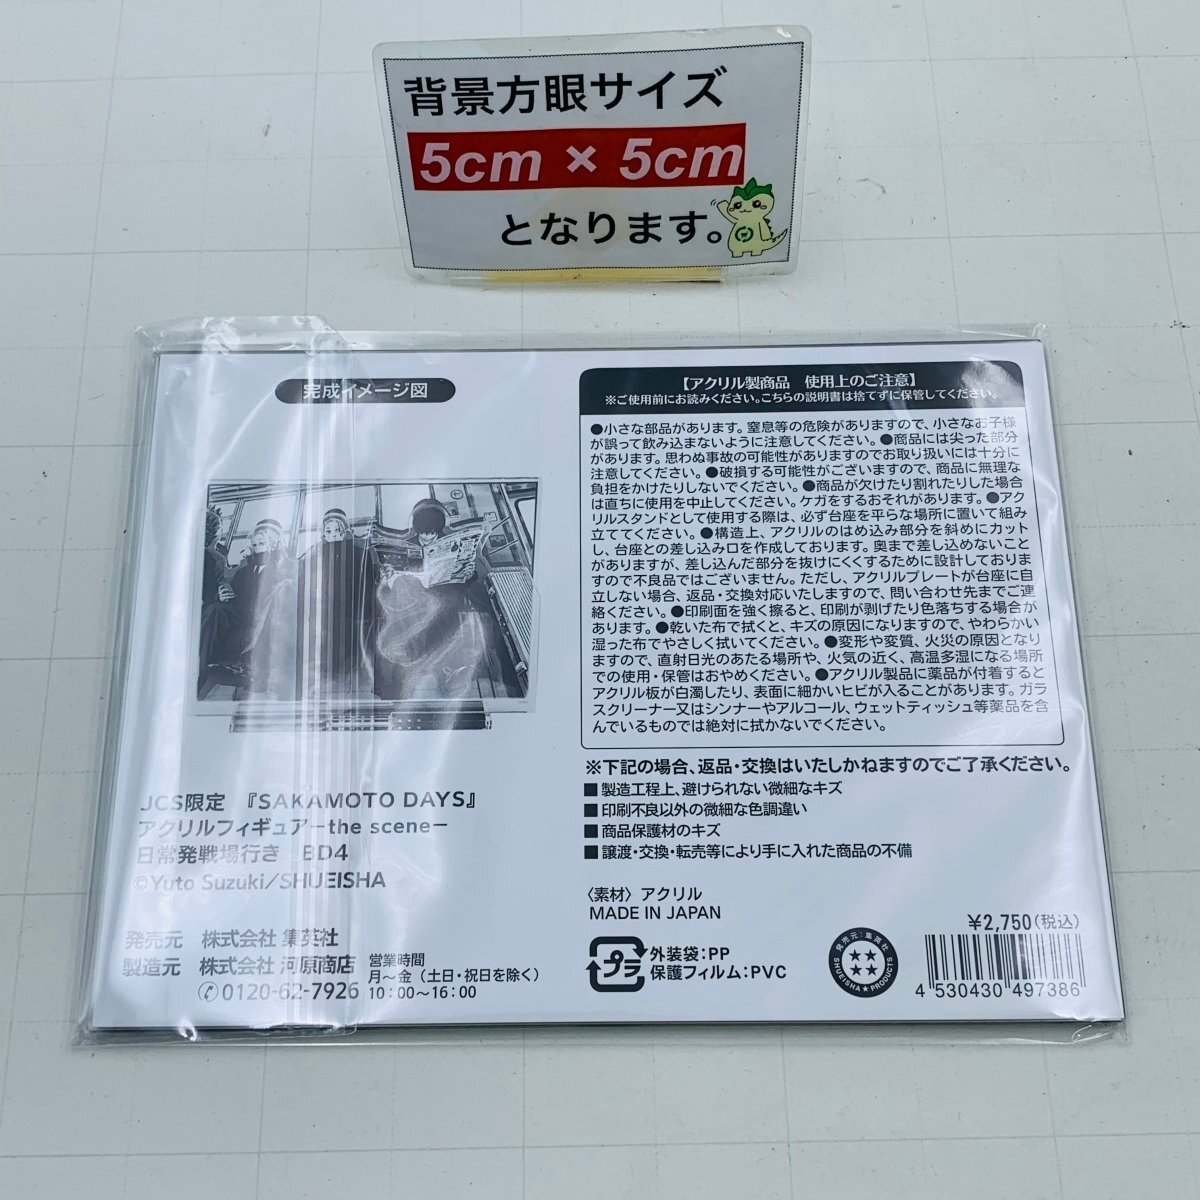 背景方眼サイズ
5cm × 5cm
となります。
完成イメージ図
JCS限定 『SAKAMOTO DAYS』
アクリルフィギュアーthe sceneー
日常発戦場行き BD4
©Yuto Suzuki/SHUEISHA
発売元 株式会社 集英社
製造元 株式会社 河原商店
営業時間
月~金(土日・祝日を除く)
0120-62-7926 10:00~16:00
【アクリル製商品 使用上のご注意】
※ご使用前にお読みください。こちらの説明書は捨てずに保管してください。
●小さな部品があります。窒息等の危険がありますので、小さなお子様
が誤って飲み込まないように注意してください。●商品には尖った部分
があります。思わぬ事故の可能性がありますのでお取り扱いには十分に
注意してください。●破損する可能性がございますので、商品に無理な
負担をかけたりしないでください。●商品が欠けたり割れたりした場合
は直ちに使用を中止してください。ケガをするおそれがあります。●アク
リルスタンドとして使用する際は、必ず台座を平らな場所に置いて組み
立ててください。●構造上、アクリルのはめ込み部分を斜めにカット
し、台座との差し込み口を作成しております。奥まで差し込めないこと
がありますが、差し込んだ部分を抜けにくくするために設計しておりま
すので不良品ではございません。ただし、アクリルプレートが台座に自
立しない場合、返品・交換対応いたしますので、問い合わせ先までご連
絡ください。●印刷面を強く擦ると、印刷が剥げたり色落ちする場合が
あります。●乾いた布で拭くと、キズの原因になりますので、やわらかい
湿った布でやさしく拭いてください。●変形や変質、火災の原因となり
ますので、直射日光のあたる場所や、火気の近く、高温多湿になる場所
での使用・保管はおやめください。●アクリル製品に薬品が付着すると
アクリル板が白濁したり、表面に細かいヒビが入ることがあります。ガラ
スクリーナー又はシンナーやアルコール、ウェットティッシュ等薬品を含
んでいるものでは絶対に拭かないでください。
※下記の場合、返品・交換はいたしかねますのでご了承ください。
■製造工程上、避けられない微細なキズ
■印刷不良以外の微細な色調違い
■商品保護材のキズ
■譲渡・交換・転売等により手に入れた商品の不備
〈素材〉アクリル
MADE IN JAPAN
プラ
外装袋:PP
保護フィルム:PVC
発売元:集英社
SHUEISHA★PRODUCTS
¥2,750(税込)
4 530430 497386